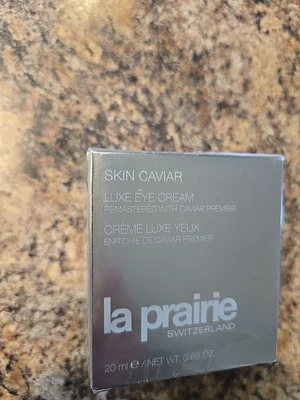 SKIN CAVIAR
LUXE EYE CREAM
REMASTERED WITH CAVIAR PREMIER
CRÈME LUXE YEUX
ENRICHIE DE CAVIAR PREMIER
la prairie
SWITZERLAND
20 ml ℮ / NET WT. 0.68 OZ.